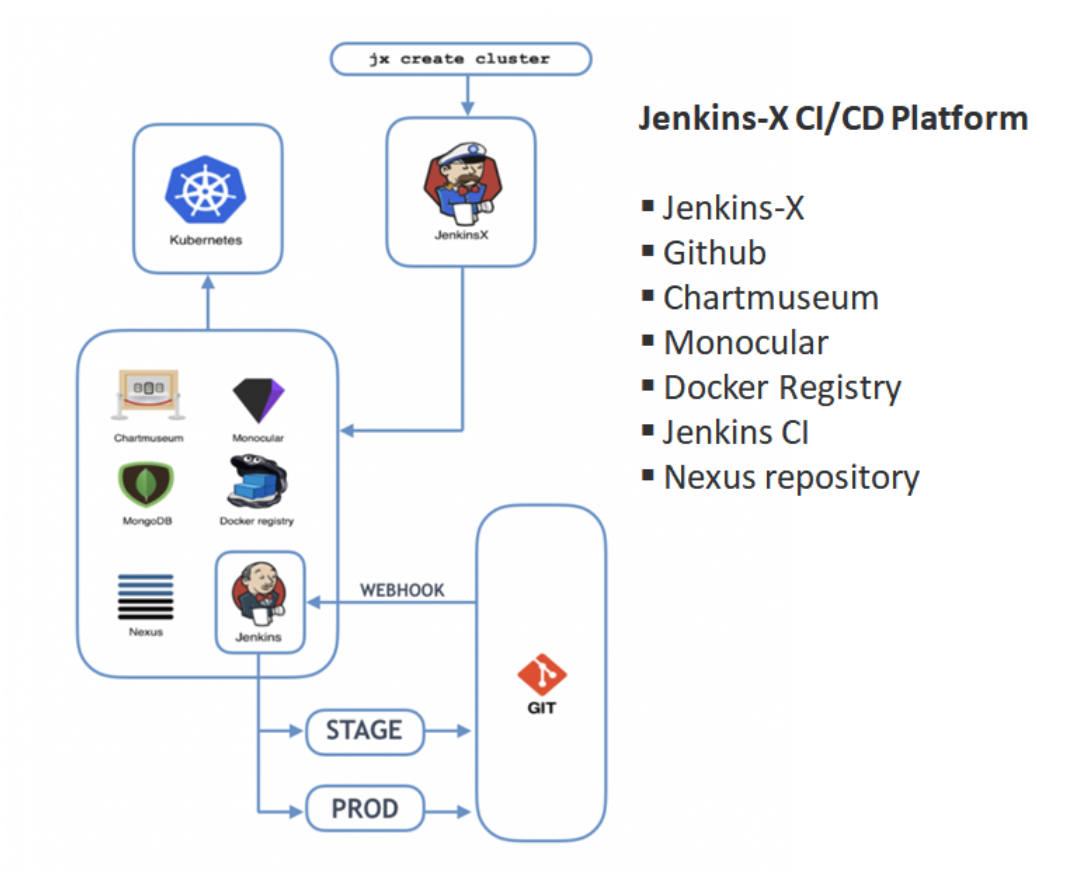 jx create cluster
Jenkins-X CI/CD Platform
Kubernetes
JenkinsX
▪ Jenkins-X
▪ Github
▪ Chartmuseum
▪ Monocular
▪ Docker Registry
▪ Jenkins CI
▪ Nexus repository
Chartmuseum
Monocular
MongoDB
Docker registry
Nexus
Jenkins
WEBHOOK
GIT
STAGE
PROD